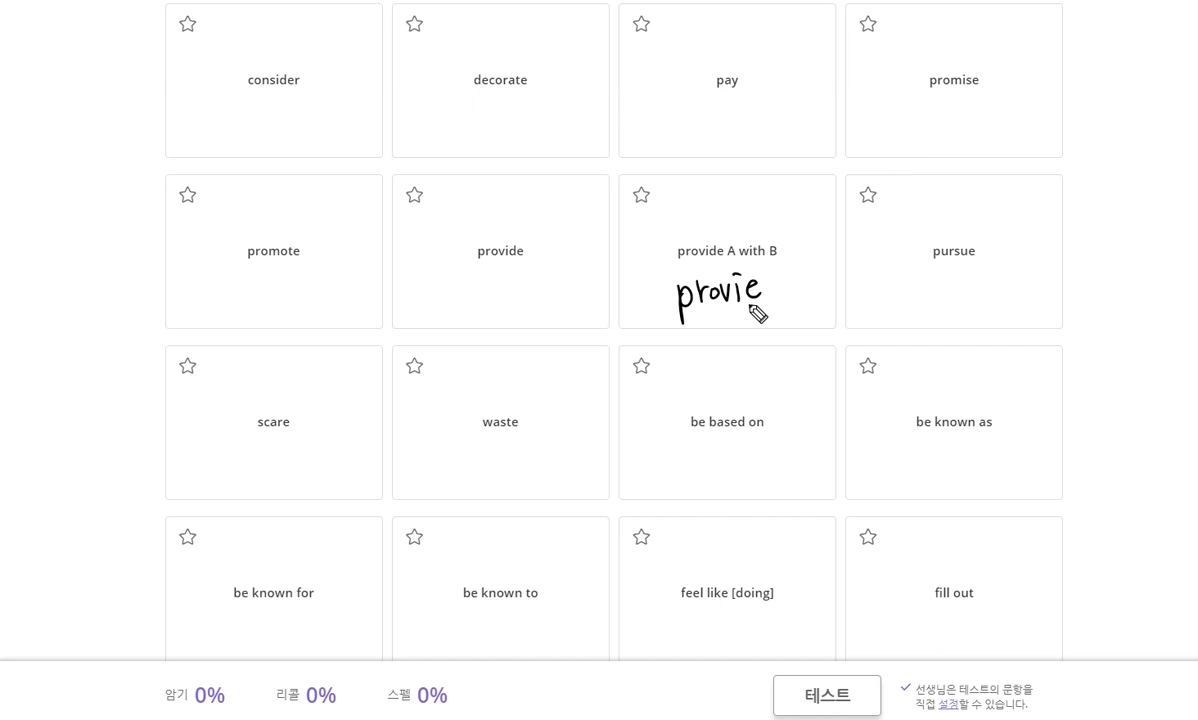 consider
decorate
pay
promise
promote
provide
provide A with B
provie
pursue
scare
waste
be based on
be known as
be known for
be known to
feel like [doing]
fill out
암기 0%
리콜 0%
스펠 0%
테스트
선생님은 테스트의 문항을
직접 설정할 수 있습니다.